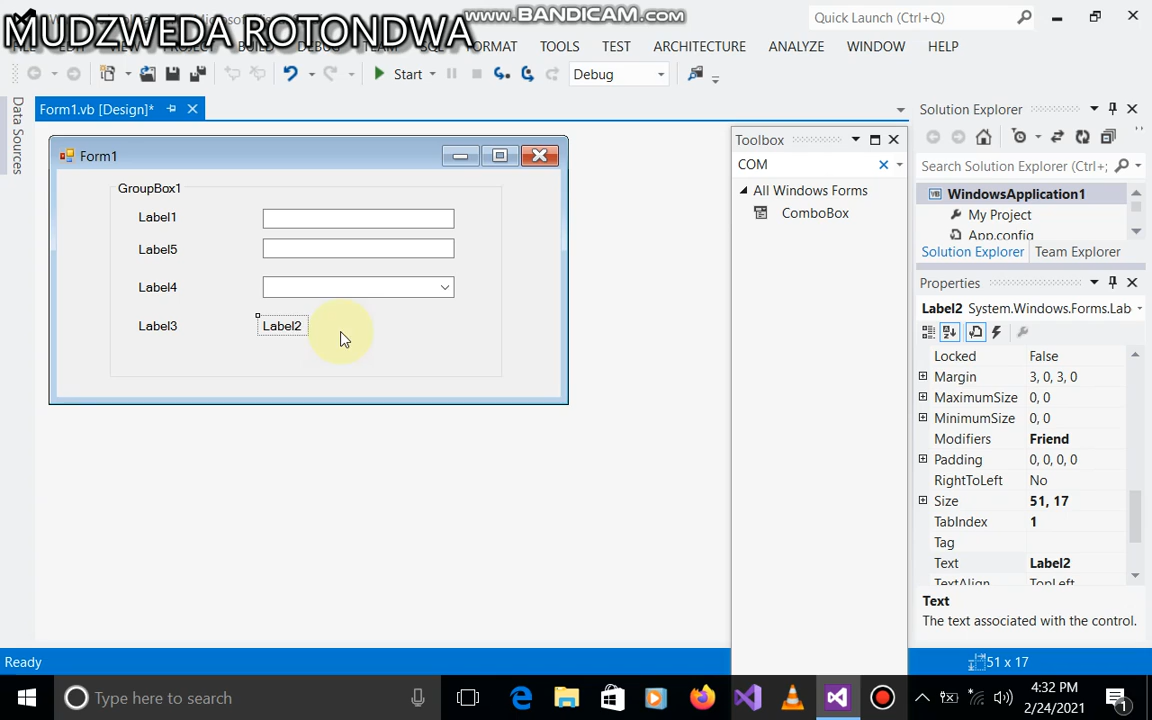 MUDZWEDA ROTONDWA
www.BANDICAM.com
Quick Launch (Ctrl+Q)
FORMAT TOOLS TEST ARCHITECTURE ANALYZE WINDOW HELP
Start Debug
Form1.vb [Design]*
Data Sources
Form1
GroupBox1
Label1
Label5
Label4
Label3 Label2
Toolbox
COM
All Windows Forms
ComboBox
Solution Explorer
Search Solution Explorer (Ctrl+;
WindowsApplication1
My Project
App.config
Solution Explorer Team Explorer
Properties
Label2 System.Windows.Forms.Lab
Locked False
Margin 3, 0, 3, 0
MaximumSize 0, 0
MinimumSize 0, 0
Modifiers Friend
Padding 0, 0, 0, 0
RightToLeft No
Size 51, 17
TabIndex 1
Tag
Text Label2
TextAlign TopLeft
Text
The text associated with the control.
Ready
51 x 17
Type here to search
4:32 PM
2/24/2021
1